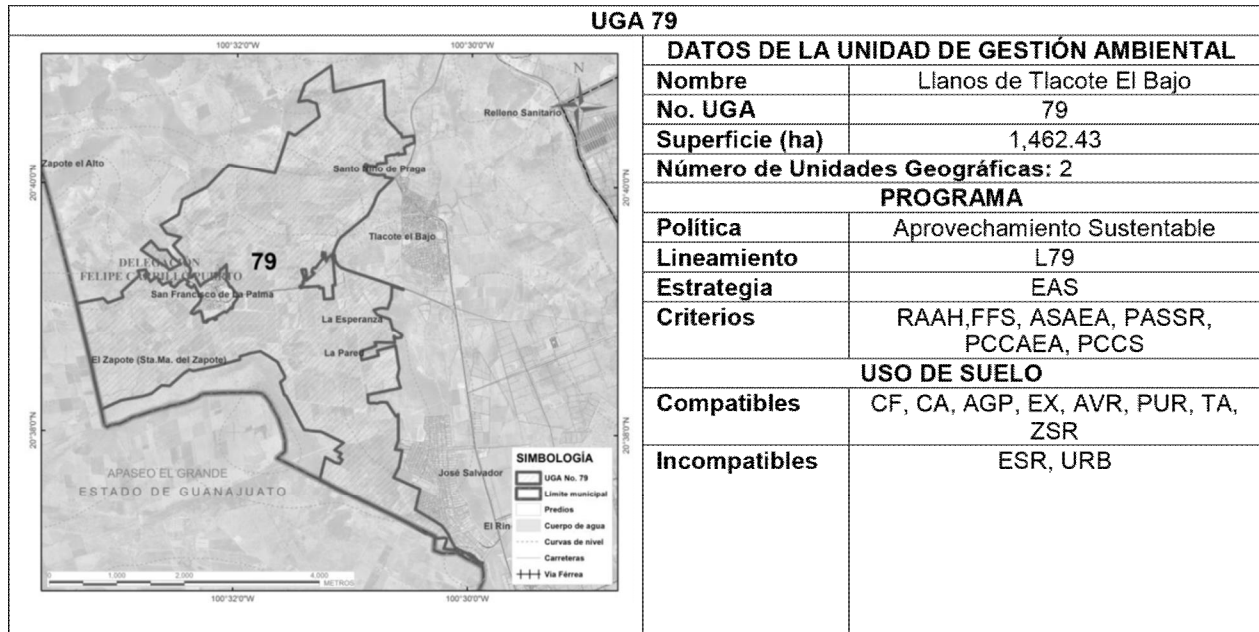 UGA 79
100°32'0"W
100°30'0"W
N
Relleno Sanitario
Zapote el Alto
Santo Niño de Praga
20°40'0"N
20°40'0"N
Tlacote el Bajo
79
DELEGACIÓN
FELIPE CARRILLO PUERTO
San Francisco de La Palma
La Esperanza
La Pared
El Zapote (Sta.Ma. del Zapote)
20°38'0"N
20°38'0"N
APASEO EL GRANDE
ESTADO DE GUANAJUATO
José Salvador
El Rin
SIMBOLOGÍA
UGA No. 79
Límite municipal
Predios
Cuerpo de agua
Curvas de nivel
Carreteras
Vía Férrea
0 1,000 2,000 4,000
METROS
100°32'0"W
100°30'0"W
DATOS DE LA UNIDAD DE GESTIÓN AMBIENTAL
Nombre Llanos de Tlacote El Bajo
No. UGA 79
Superficie (ha) 1,462.43
Número de Unidades Geográficas: 2
PROGRAMA
Política Aprovechamiento Sustentable
Lineamiento L79
Estrategia EAS
Criterios RAAH,FFS, ASAEA, PASSR,
PCCAEA, PCCS
USO DE SUELO
Compatibles CF, CA, AGP, EX, AVR, PUR, TA,
ZSR
Incompatibles ESR, URB